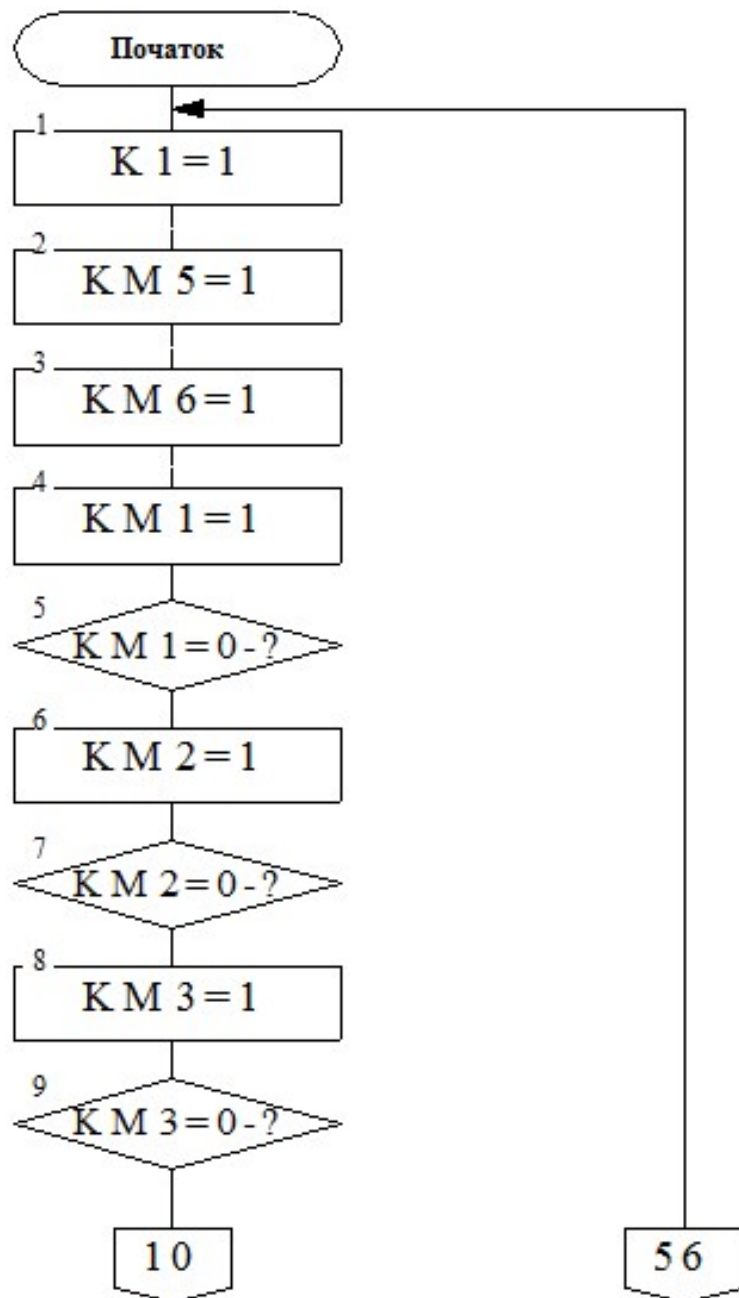 Початок
1
К 1 = 1
2
К М 5 = 1
3
К М 6 = 1
4
К М 1 = 1
5
К М 1 = 0 - ?
6
К М 2 = 1
7
К М 2 = 0 - ?
8
К М 3 = 1
9
К М 3 = 0 - ?
1 0
5 6